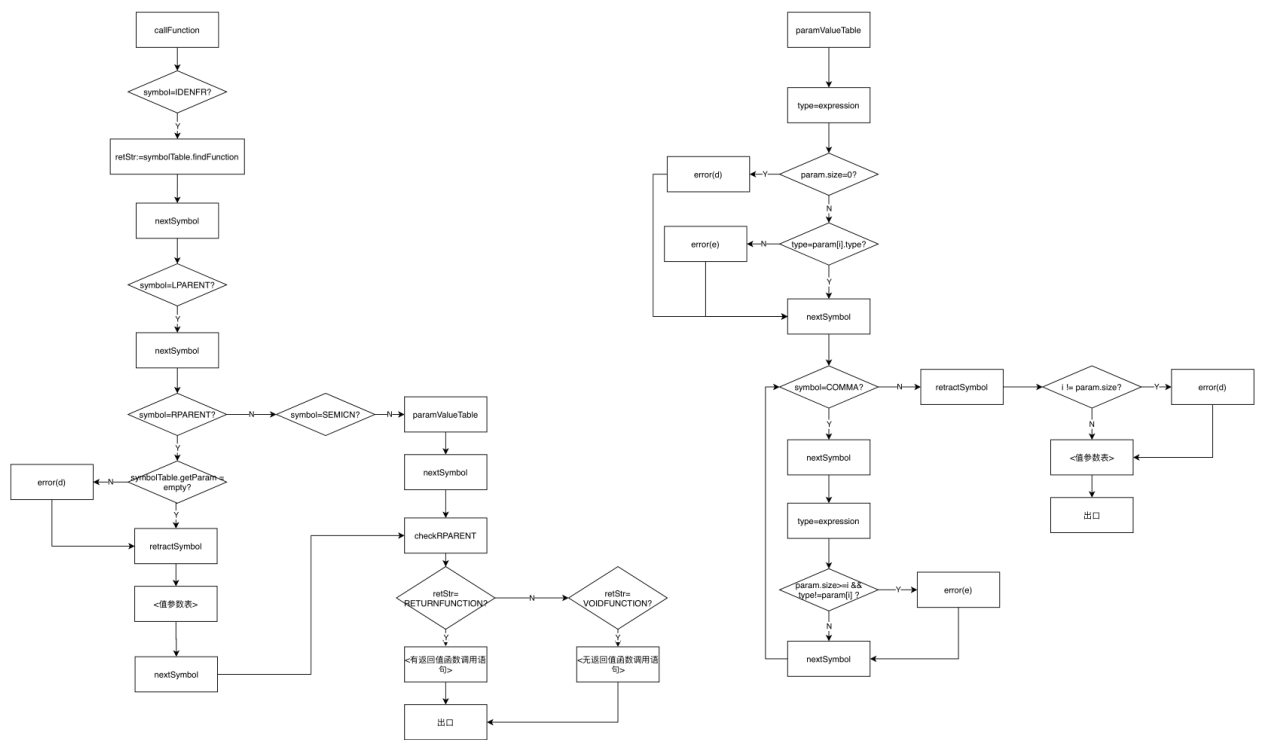 callFunction
symbol=IDENFR?
Y
retStr:=symbolTable.findFunction
nextSymbol
symbol=LPARENT?
Y
nextSymbol
symbol=RPARENT?
N
symbol=SEMICN?
N
paramValueTable
Y
symbolTable.getParam =
empty?
N
error(d)
Y
retractSymbol
<值参数表>
nextSymbol
nextSymbol
checkRPARENT
retStr=
RETURNFUNCTION?
N
retStr=
VOIDFUNCTION?
Y
Y
<有返回值函数调用语
句>
<无返回值函数调用语
句>
出口
paramValueTable
type=expression
param.size=0?
Y
error(d)
N
type=param[i].type?
N
error(e)
Y
nextSymbol
symbol=COMMA?
N
retractSymbol
i != param.size?
Y
error(d)
N
<值参数表>
出口
Y
nextSymbol
type=expression
param.size>=i &&
type!=param[i] ?
Y
error(e)
N
nextSymbol